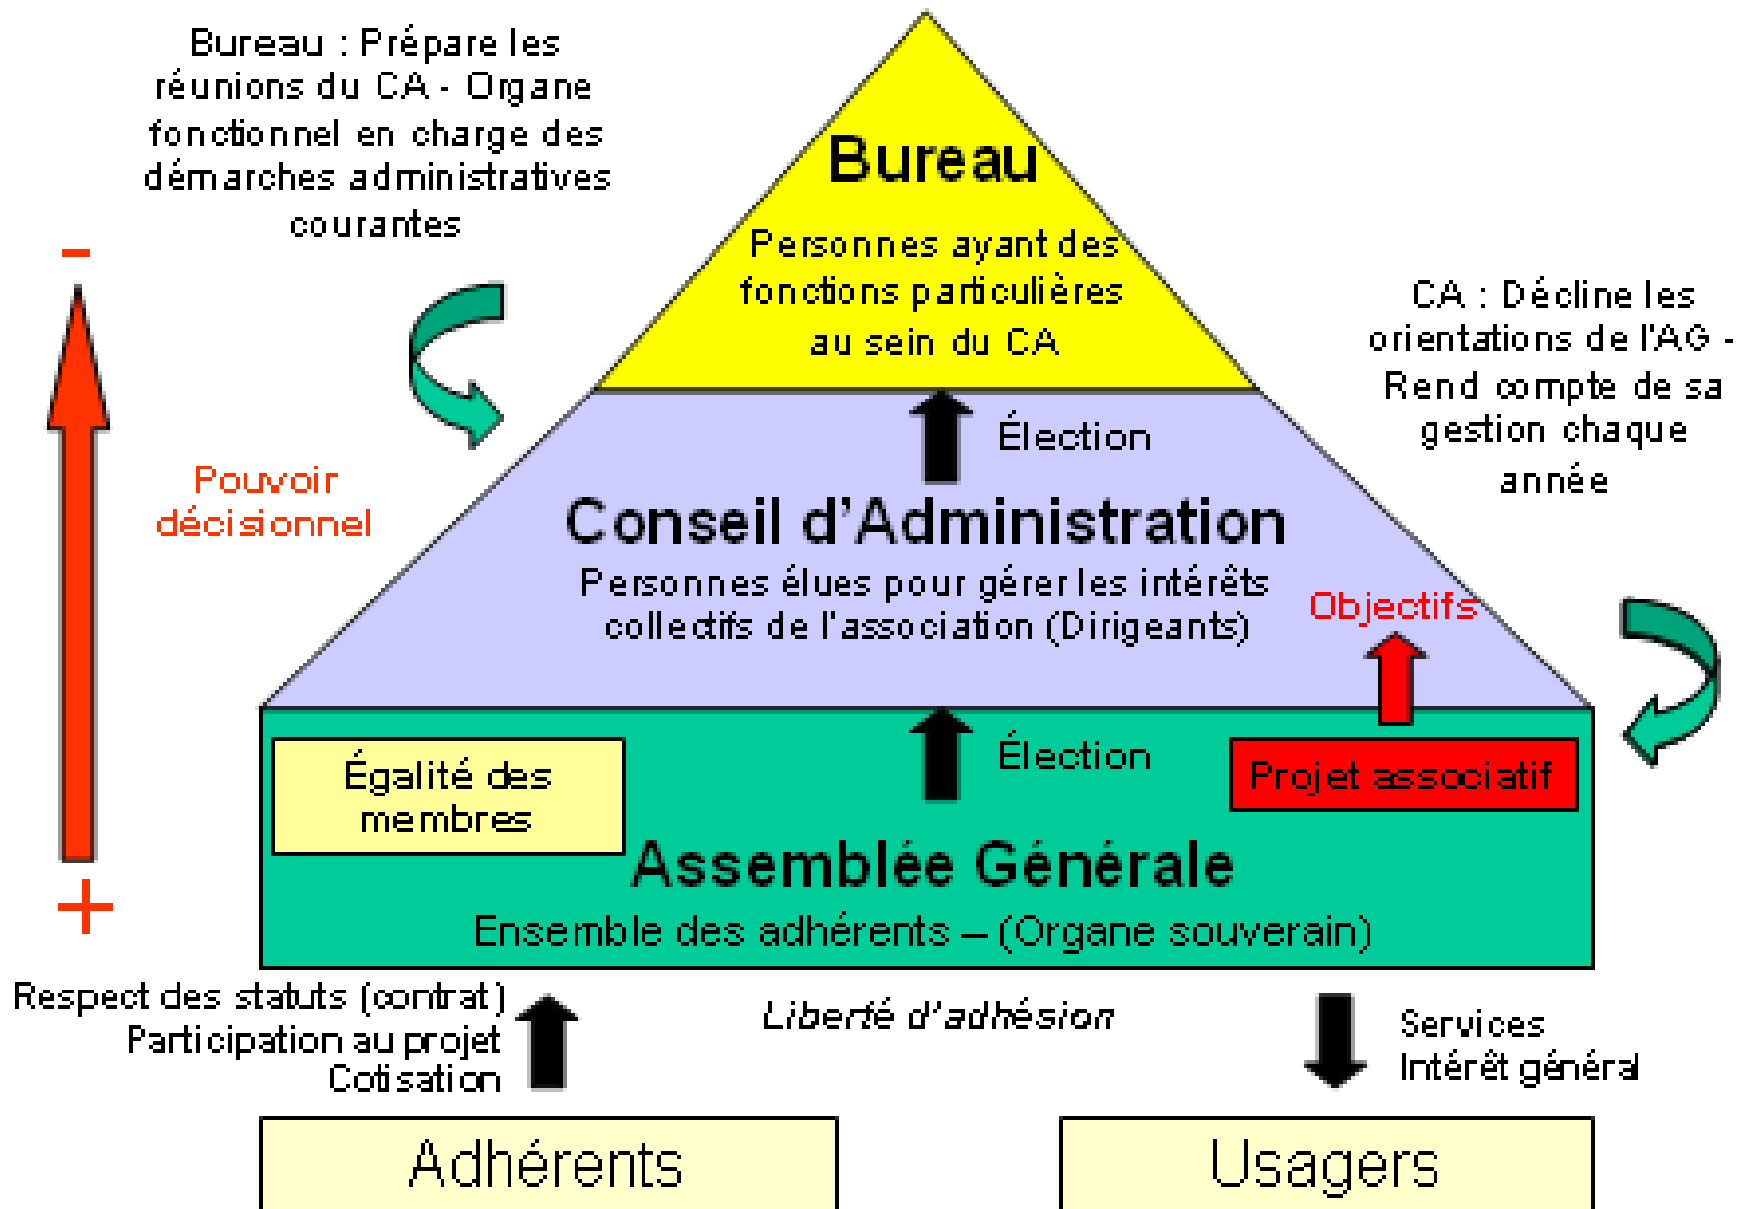 Bureau : Prépare les
réunions du CA - Organe
fonctionnel en charge des
démarches administratives
courantes
Bureau
Personnes ayant des
fonctions particulières
au sein du CA
-
CA : Décline les
orientations de l'AG -
Rend compte de sa
gestion chaque
année
Élection
Pouvoir
décisionnel
Conseil d'Administration
Personnes élues pour gérer les intérêts
collectifs de l'association (Dirigeants)
Objectifs
Élection
Égalité des
membres
Projet associatif
Assemblée Générale
Ensemble des adhérents – (Organe souverain)
+
Respect des statuts (contrat)
Participation au projet
Cotisation
Liberté d'adhésion
Services
Intérêt général
Adhérents
Usagers